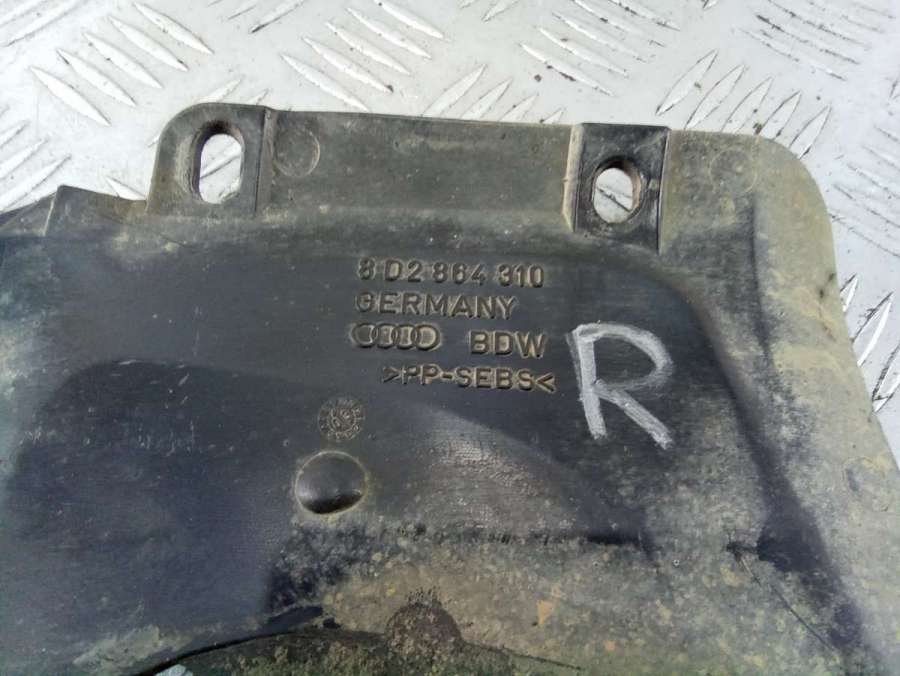 8D2 864 310
GERMANY
BDW
>PP-SEBS<
R